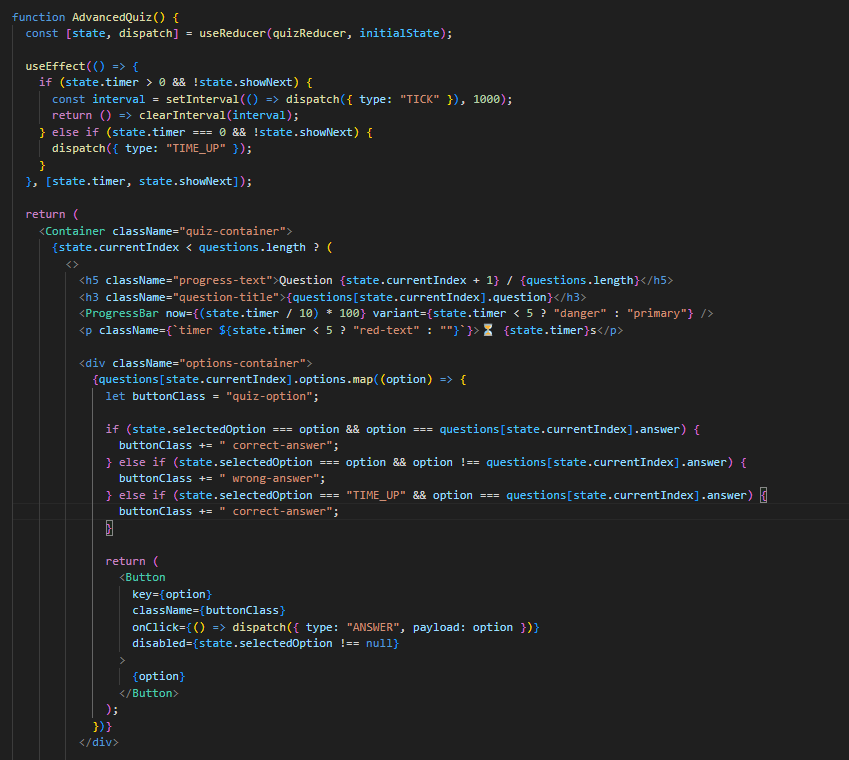 function AdvancedQuiz() {
const [state, dispatch] = useReducer(quizReducer, initialState);
useEffect(() => {
if (state.timer > 0 && !state.showNext) {
const interval = setInterval(() => dispatch({ type: "TICK" }), 1000);
return () => clearInterval(interval);
} else if (state.timer === 0 && !state.showNext) {
dispatch({ type: "TIME_UP" });
}
}, [state.timer, state.showNext]);
return (
<Container className="quiz-container">
{state.currentIndex < questions.length ? (
<>
<h5 className="progress-text">Question {state.currentIndex + 1} / {questions.length}</h5>
<h3 className="question-title">{questions[state.currentIndex].question}</h3>
<ProgressBar now={(state.timer / 10) * 100} variant={state.timer < 5 ? "danger" : "primary"} />
<p className={`timer ${state.timer < 5 ? "red-text" : ""}`}>⏳ {state.timer}s</p>
<div className="options-container">
{questions[state.currentIndex].options.map((option) => {
let buttonClass = "quiz-option";
if (state.selectedOption === option && option === questions[state.currentIndex].answer) {
buttonClass += " correct-answer";
} else if (state.selectedOption === option && option !== questions[state.currentIndex].answer) {
buttonClass += " wrong-answer";
} else if (state.selectedOption === "TIME_UP" && option === questions[state.currentIndex].answer) {
buttonClass += " correct-answer";
}
return (
<Button
key={option}
className={buttonClass}
onClick={() => dispatch({ type: "ANSWER", payload: option })}
disabled={state.selectedOption !== null}
>
{option}
</Button>
);
})}
</div>